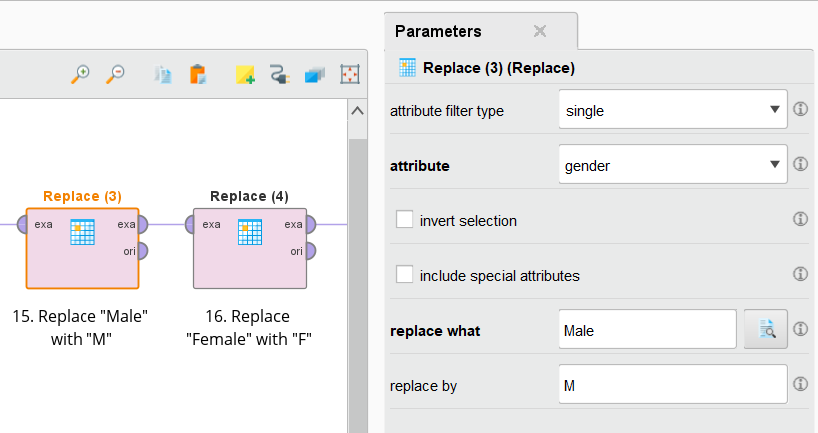 Parameters
Replace (3) (Replace)
attribute filter type single
attribute gender
invert selection
include special attributes
replace what Male
replace by M
Replace (3) Replace (4)
exa exa exa exa
ori ori
15. Replace "Male" 16. Replace
with "M" "Female" with "F"